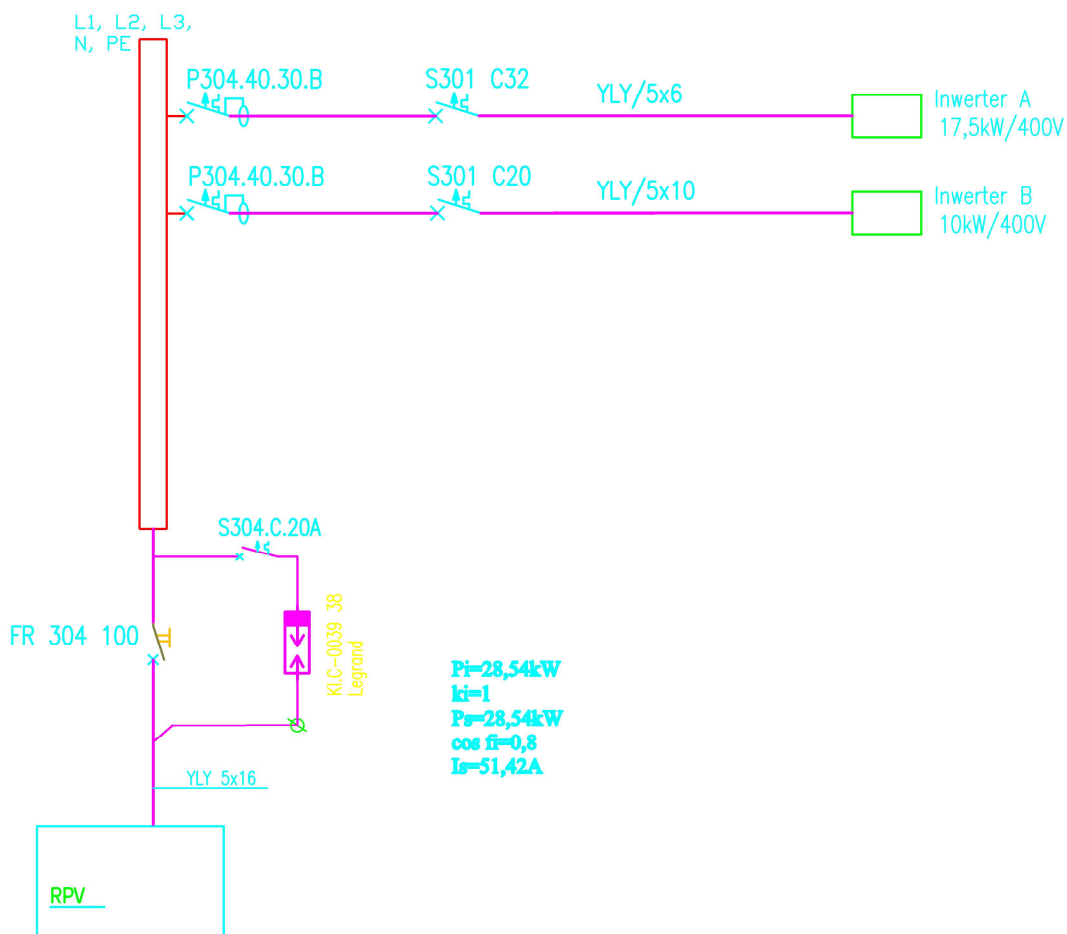 L1, L2, L3,
N, PE
P304.40.30.B
S301 C32
YLY/5x6
Inwerter A
17,5kW/400V
P304.40.30.B
S301 C20
YLY/5x10
Inwerter B
10kW/400V
S304.C.20A
FR 304 100
KI.C-0039 38
Legrand
Pi=28,54kW
ki=1
Ps=28,54kW
cos fi=0,8
Is=51,42A
YLY 5x16
RPV